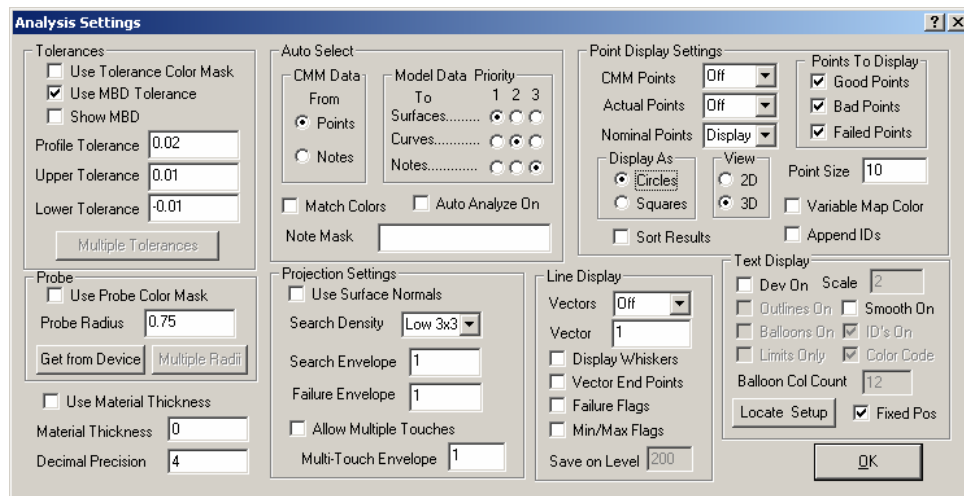 Analysis Settings
Tolerances
Use Tolerance Color Mask
Use MBD Tolerance
Show MBD
Profile Tolerance 0.02
Upper Tolerance 0.01
Lower Tolerance -0.01
Multiple Tolerances
Probe
Use Probe Color Mask
Probe Radius 0.75
Get from Device Multiple Radii
Use Material Thickness
Material Thickness 0
Decimal Precision 4
Auto Select
CMM Data
From
Points
Notes
Model Data Priority
To 1 2 3
Surfaces.........
Curves............
Notes.............
Match Colors Auto Analyze On
Note Mask
Projection Settings
Use Surface Normals
Search Density Low 3x3
Search Envelope 1
Failure Envelope 1
Allow Multiple Touches
Multi-Touch Envelope 1
Line Display
Vectors Off
Vector 1
Display Whiskers
Vector End Points
Failure Flags
Min/Max Flags
Save on Level 200
Point Display Settings
CMM Points Off
Actual Points Off
Nominal Points Display
Points To Display
Good Points
Bad Points
Failed Points
Display As
Circles
Squares
View
2D
3D
Point Size 10
Variable Map Color
Sort Results
Append IDs
Text Display
Dev On Scale 2
Outlines On Smooth On
Balloons On ID's On
Limits Only Color Code
Balloon Col Count 12
Locate Setup Fixed Pos
OK